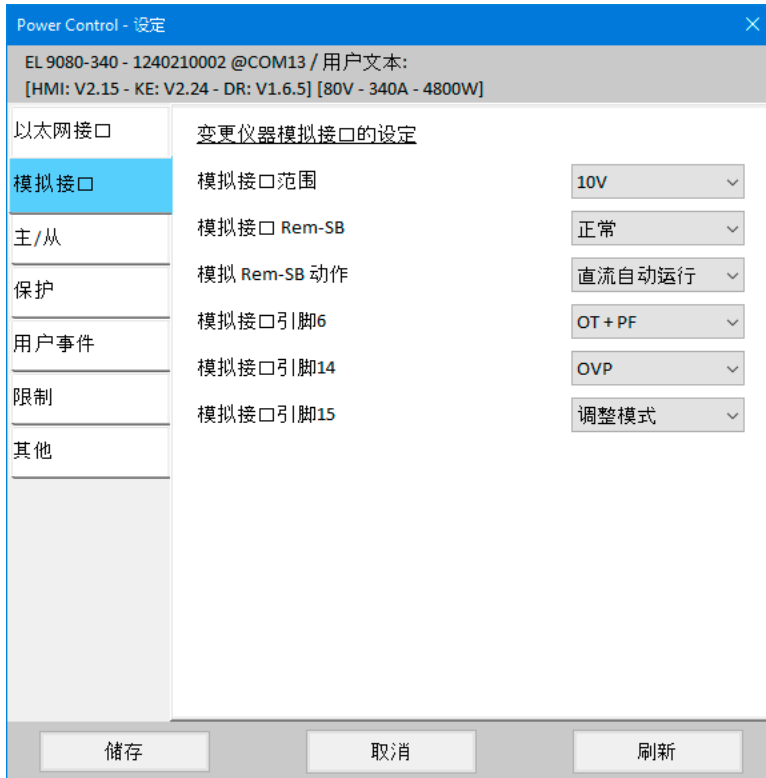 Power Control - 设定
EL 9080-340 - 1240210002 @COM13 / 用户文本:
[HMI: V2.15 - KE: V2.24 - DR: V1.6.5] [80V - 340A - 4800W]
以太网接口
模拟接口
主/从
保护
用户事件
限制
其他
变更仪器模拟接口的设定
模拟接口范围 10V
模拟接口 Rem-SB 正常
模拟 Rem-SB 动作 直流自动运行
模拟接口引脚6 OT + PF
模拟接口引脚14 OVP
模拟接口引脚15 调整模式
储存 取消 刷新